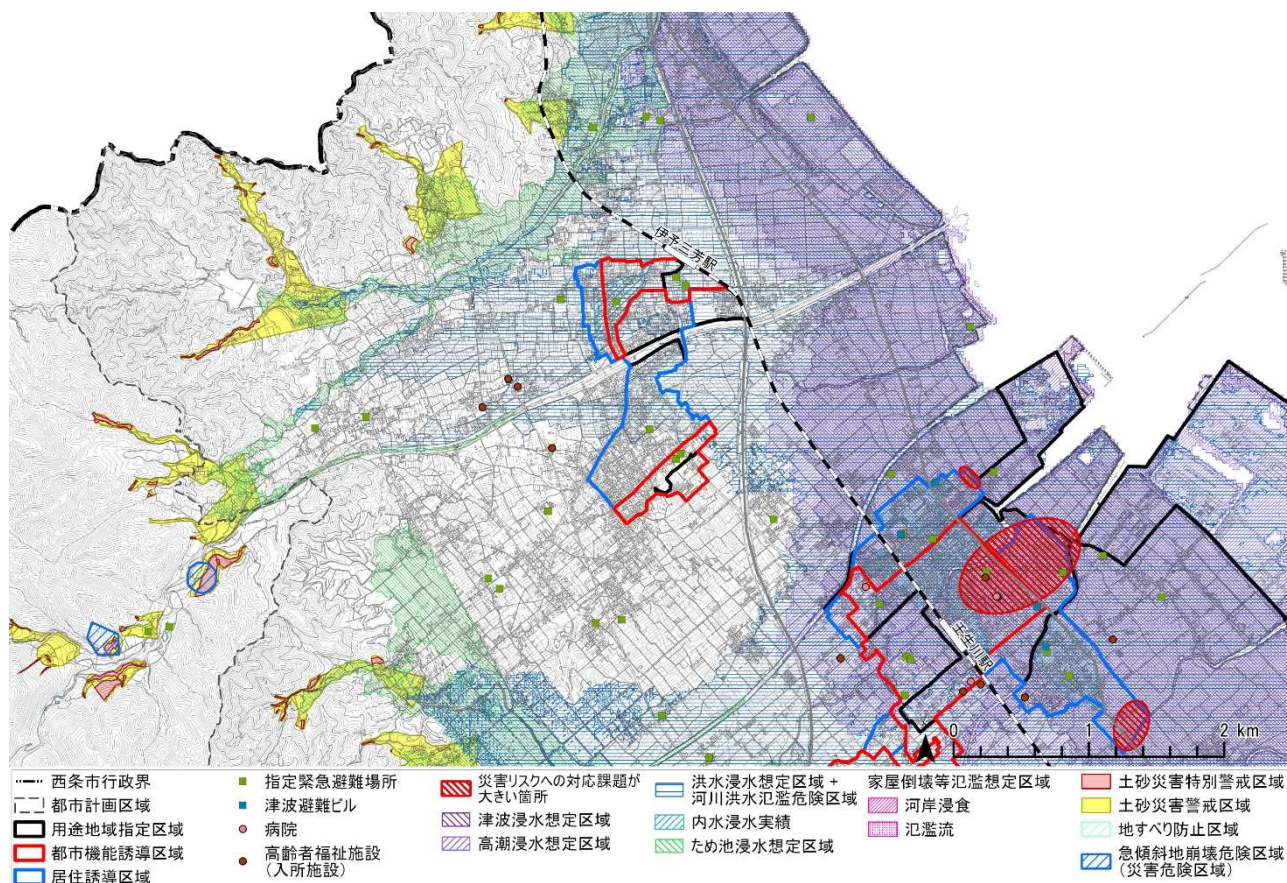 伊予三芳駅
壬生川駅
0 1 2 km
西条市行政界
都市計画区域
用途地域指定区域
都市機能誘導区域
居住誘導区域
指定緊急避難場所
津波避難ビル
病院
高齢者福祉施設
(入所施設)
災害リスクへの対応課題が
大きい箇所
津波浸水想定区域
高潮浸水想定区域
洪水浸水想定区域 +
河川洪水氾濫危険区域
内水浸水実績
ため池浸水想定区域
家屋倒壊等氾濫想定区域
河岸浸食
氾濫流
土砂災害特別警戒区域
土砂災害警戒区域
地すべり防止区域
急傾斜地崩壊危険区域
(災害危険区域)